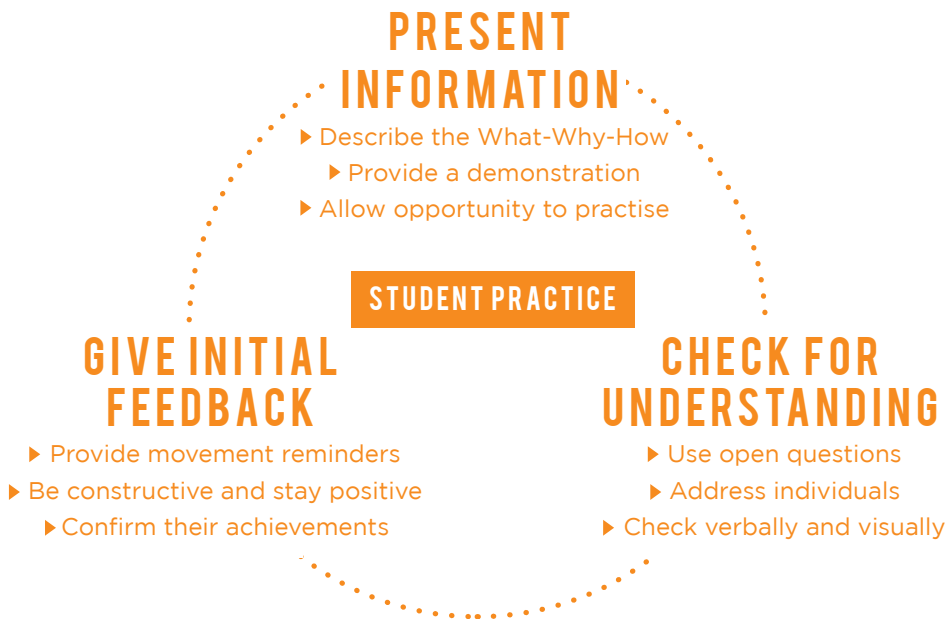 PRESENT
INFORMATION
Describe the What-Why-How
Provide a demonstration
Allow opportunity to practise
STUDENT PRACTICE
GIVE INITIAL
FEEDBACK
Provide movement reminders
Be constructive and stay positive
Confirm their achievements
CHECK FOR
UNDERSTANDING
Use open questions
Address individuals
Check verbally and visually